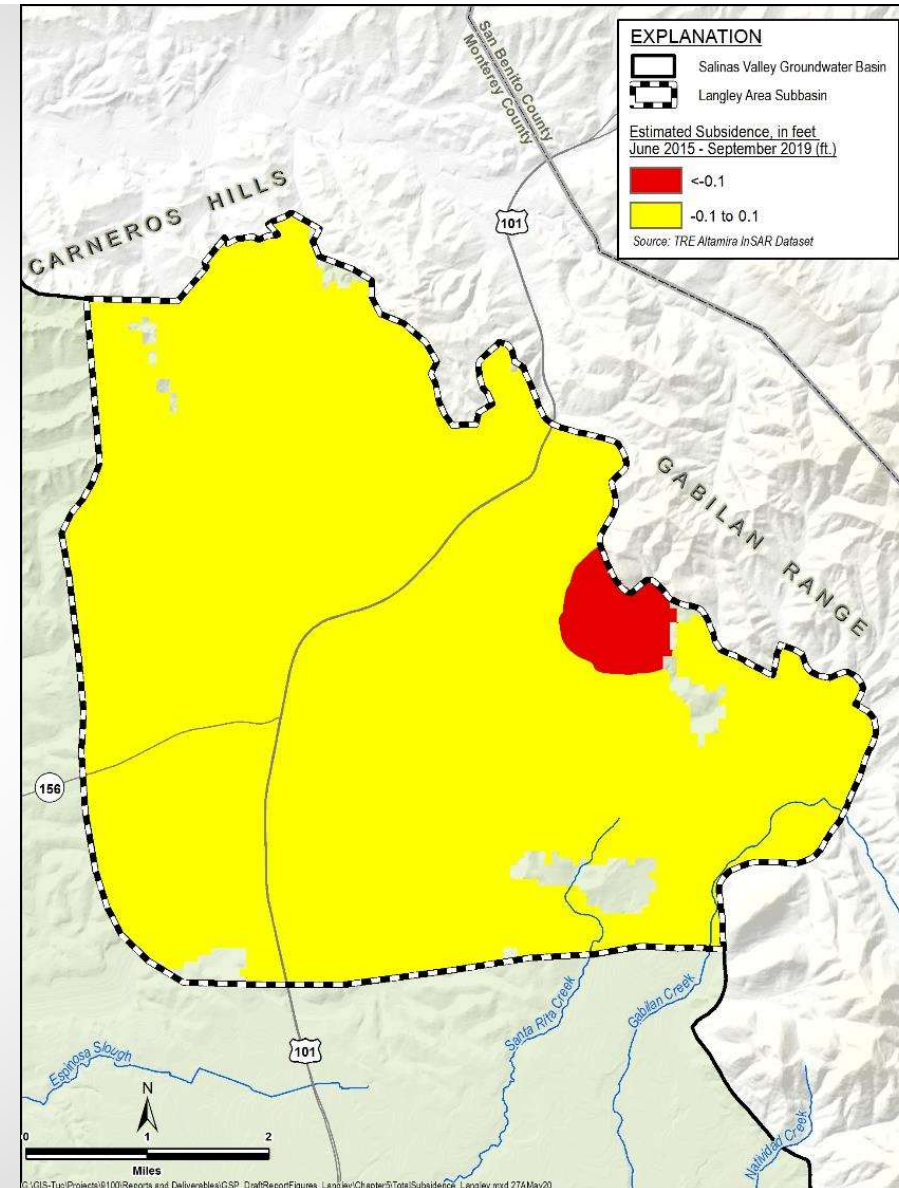 EXPLANATION
Salinas Valley Groundwater Basin
Langley Area Subbasin
Estimated Subsidence, in feet
June 2015 - September 2019 (ft.)
<-0.1
-0.1 to 0.1
Source: TRE Altamira InSAR Dataset
San Benito County
Monterey County
101
CARNEROS HILLS
GABILAN RANGE
156
101
Santa Rita Creek
Gabilan Creek
Espinosa Slough
Natividad Creek
N
0 1 2
Miles
27AMay20